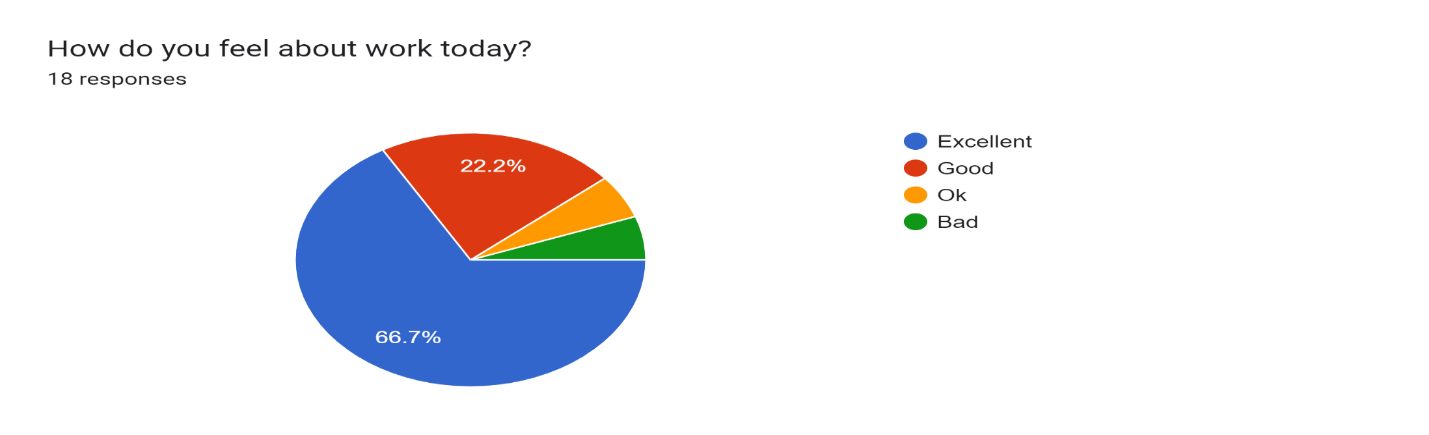 How do you feel about work today?
18 responses
22.2%
66.7%
Excellent
Good
Ok
Bad